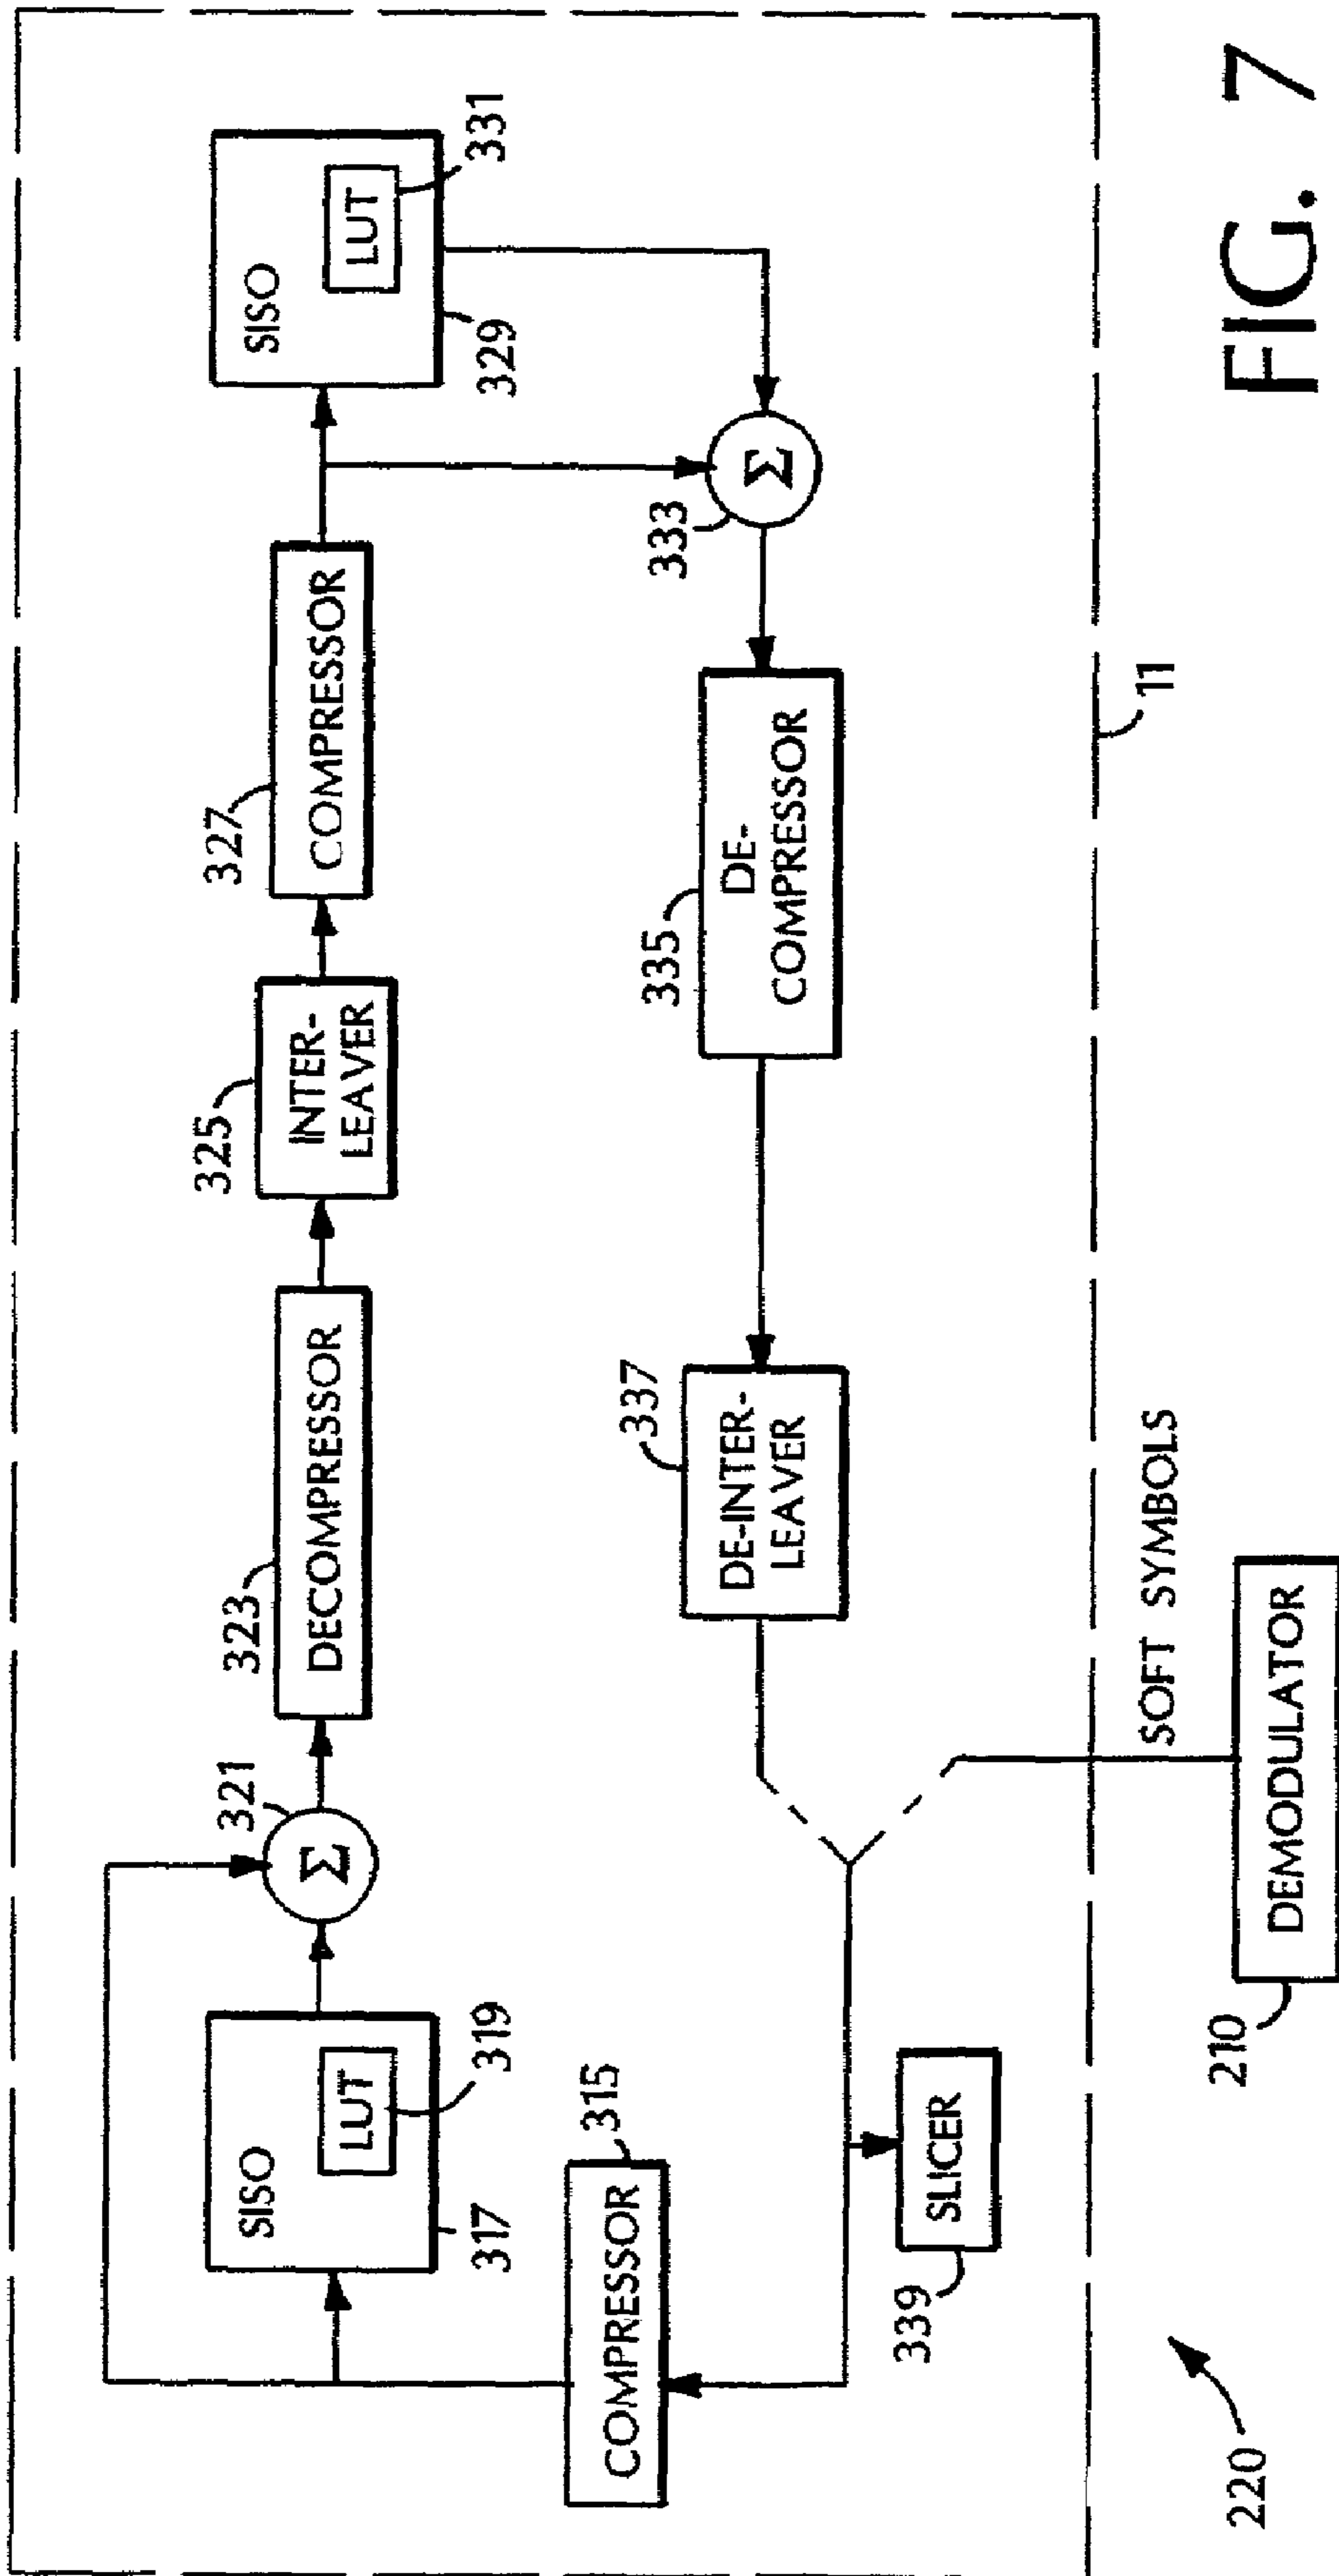 SISO
LUT
317
319
321
Σ
323
DECOMPRESSOR
325
INTER-
LEAVER
327
COMPRESSOR
SISO
LUT
329
331
COMPRESSOR
315
333
Σ
335
DE-
COMPRESSOR
337
DE-INTER-
LEAVER
SLICER
339
11
SOFT SYMBOLS
DEMODULATOR
210
220
FIG. 7